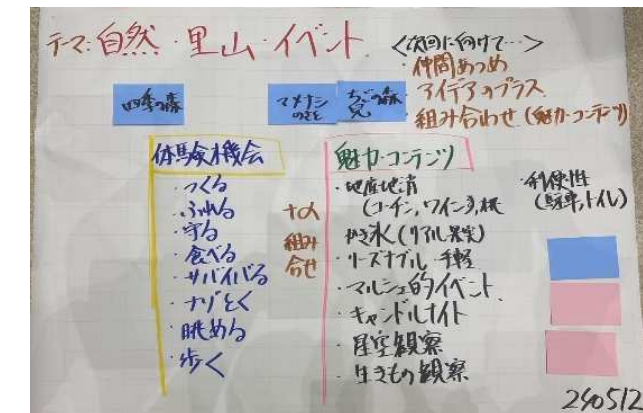 テーマ:自然・里山・イベント
<次回に向けて…>
・仲間あつめ
・アイデアのプラス
・組み合わせ(魅力・コンテンツ)
四季の森
マメナシ
のさと
児の森
体験機会
・つくる
・ふれる
・守る
・食べる
・サバイバる
・ナゾとく
・眺める
・歩く
組み
合せ
魅力・コンテンツ
・地産地消
(コーチン,ワイン
かき氷(リアル果実)
・リーズナブル 手軽
・マルシェ的イベント
・キャンドルナイト
・星空観察
・生きもの観察
・利便性
(駐車,トイレ)
240512